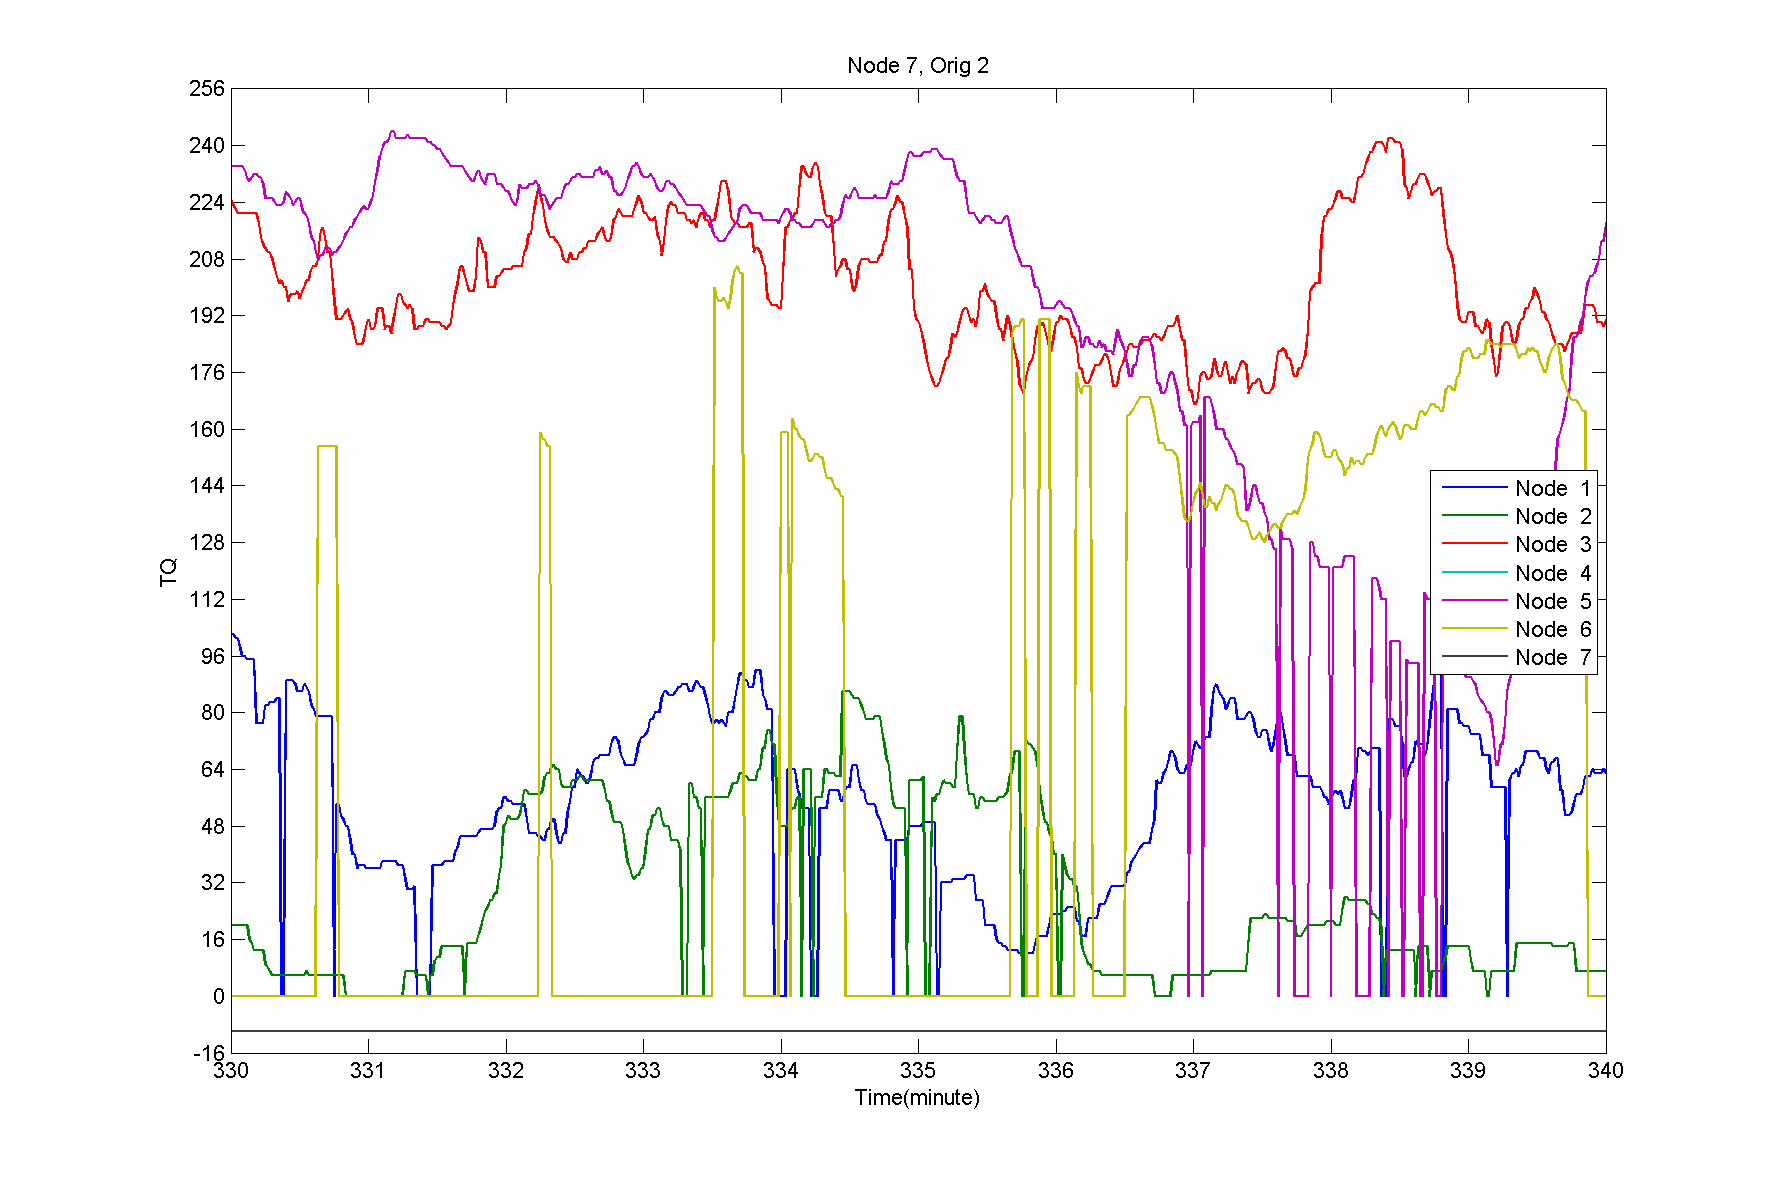 Node 7, Orig 2
256
240
224
208
192
176
160
144
128
112
96
80
64
48
32
16
0
-16
TQ
Node 1
Node 2
Node 3
Node 4
Node 5
Node 6
Node 7
330 331 332 333 334 335 336 337 338 339 340
Time(minute)